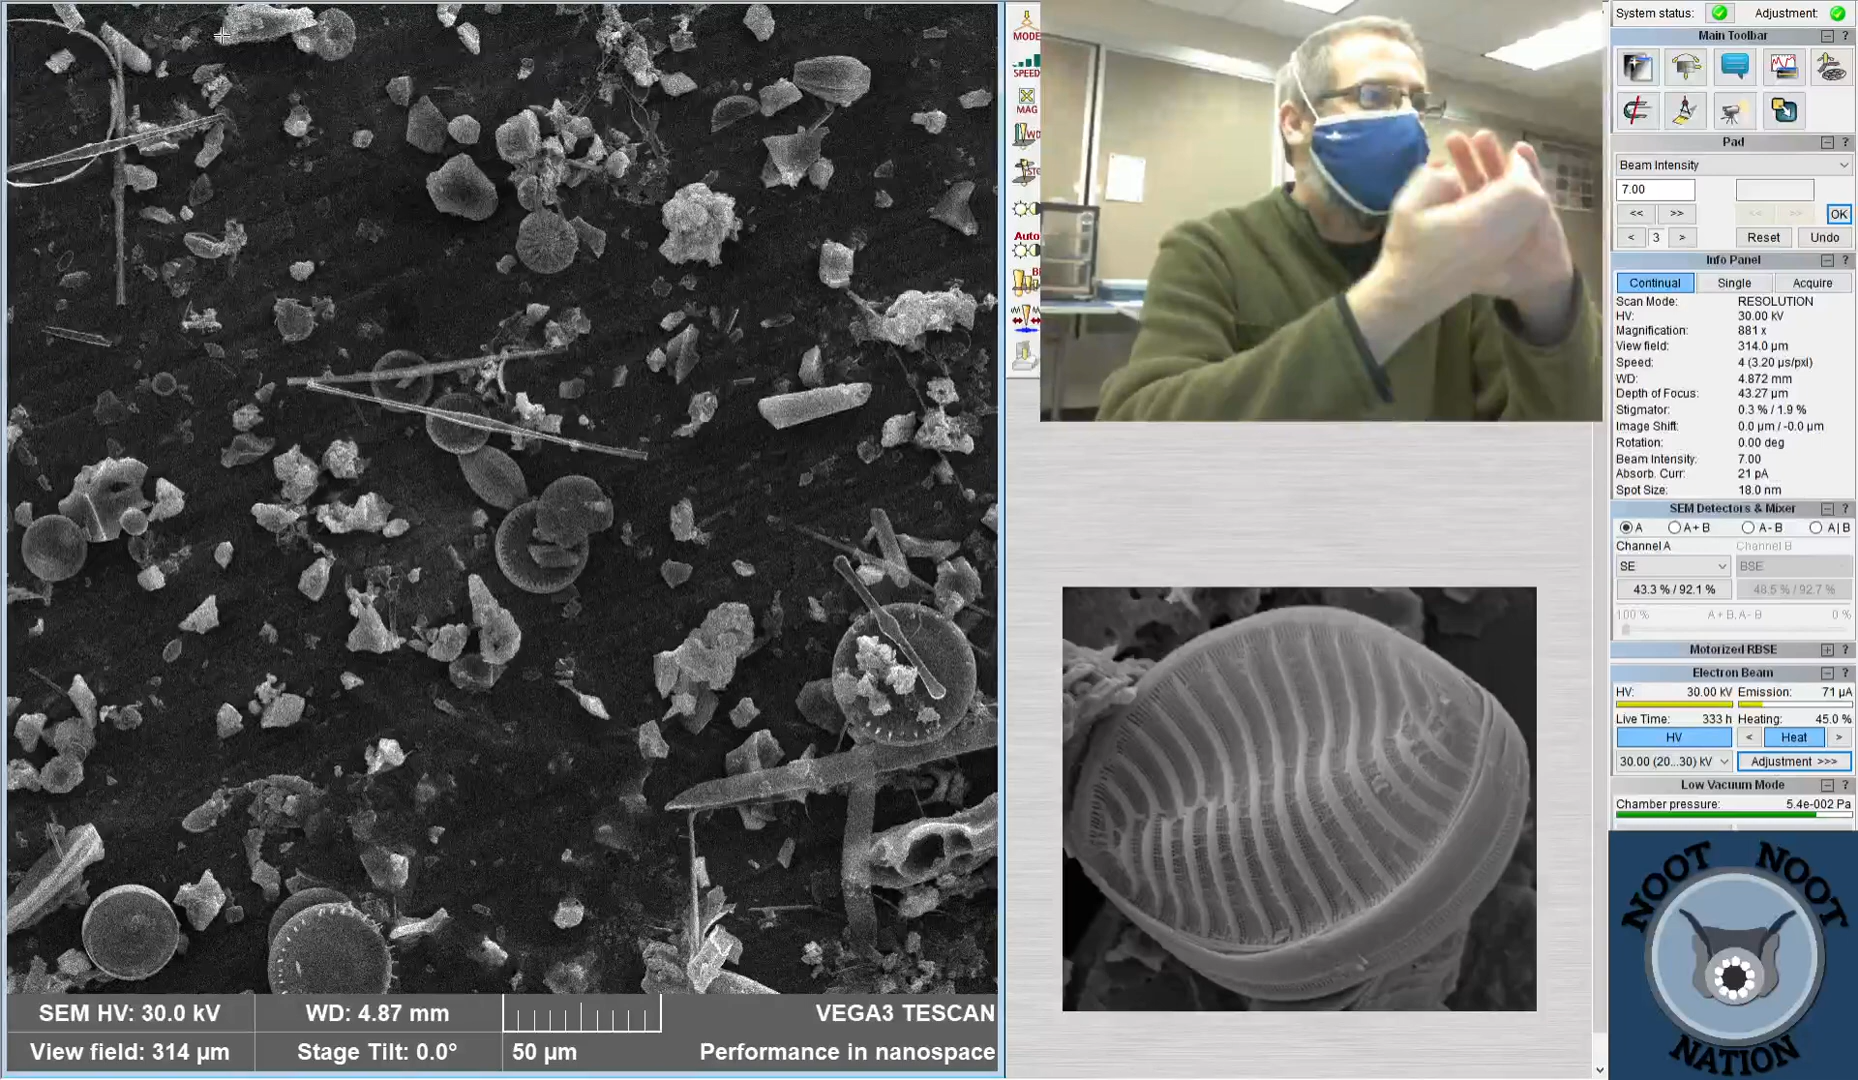 MODE
SPEED
MAG
WD
Auto
System status:
Adjustment:
Main Toolbar
Pad
Beam Intensity
7.00
<< >> << >> OK
< 3 > Reset Undo
Info Panel
Continual Single Acquire
Scan Mode: RESOLUTION
HV: 30.00 kV
Magnification: 881 x
View field: 314.0 µm
Speed: 4 (3.20 µs/pxl)
WD: 4.872 mm
Depth of Focus: 43.27 µm
Stigmator: 0.3 % / 1.9 %
Image Shift: 0.0 µm / -0.0 µm
Rotation: 0.00 deg
Beam Intensity: 7.00
Absorb. Curr: 21 pA
Spot Size: 18.0 nm
SEM Detectors & Mixer
A A + B A - B A | B
Channel A Channel B
SE BSE
43.3 % / 92.1 % 48.5 % / 92.7 %
100 % A + B, A - B 0 %
Motorized RBSE
Electron Beam
HV: 30.00 kV Emission: 71 µA
Live Time: 333 h Heating: 45.0 %
HV < Heat >
30.00 (20...30) kV Adjustment >>>
Low Vacuum Mode
Chamber pressure: 5.4e-002 Pa
NOOT NOOT
NATION
SEM HV: 30.0 kV WD: 4.87 mm VEGA3 TESCAN
View field: 314 µm Stage Tilt: 0.0° 50 µm Performance in nanospace